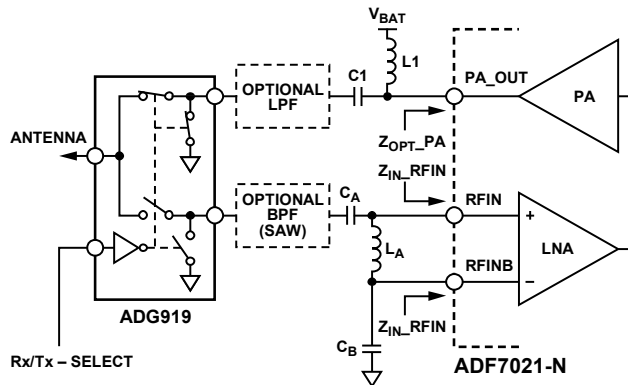 V_BAT
L1
C1
PA_OUT
PA
OPTIONAL
LPF
ANTENNA
Z_OPT_PA
Z_IN_RFIN
C_A
RFIN
+
OPTIONAL
BPF
(SAW)
L_A
LNA
RFINB
–
Z_IN_RFIN
ADG919
C_B
Rx/Tx – SELECT
ADF7021-N